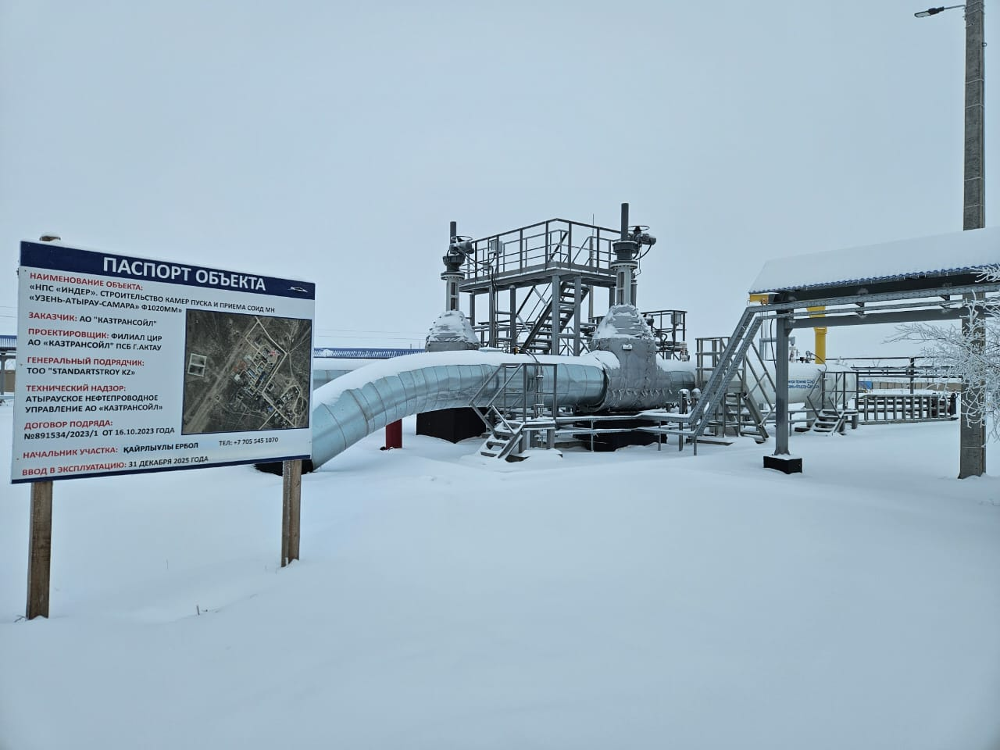 ПАСПОРТ ОБЪЕКТА
НАИМЕНОВАНИЕ ОБЪЕКТА:
«НПС «ИНДЕР». СТРОИТЕЛЬСТВО КАМЕР ПУСКА И ПРИЕМА СОИД МН
«УЗЕНЬ-АТЫРАУ-САМАРА» Ф1020ММ»
ЗАКАЗЧИК: АО "КАЗТРАНСОЙЛ"
ПРОЕКТИРОВЩИК: ФИЛИАЛ ЦИР
АО «КАЗТРАНСОЙЛ» ПСБ Г.АКТАУ
ГЕНЕРАЛЬНЫЙ ПОДРЯДЧИК:
ТОО "STANDARTSTROY KZ»
ТЕХНИЧЕСКИЙ НАДЗОР:
АТЫРАУСКОЕ НЕФТЕПРОВОДНОЕ
УПРАВЛЕНИЕ АО «КАЗТРАНСОЙЛ»
ДОГОВОР ПОДРЯДА:
№891534/2023/1 ОТ 16.10.2023 ГОДА
НАЧАЛЬНИК УЧАСТКА: ҚАЙРЛЫҰЛЫ ЕРБОЛ ТЕЛ: +7 705 545 1070
ВВОД В ЭКСПЛУАТАЦИЮ: 31 ДЕКАБРЯ 2025 ГОДА